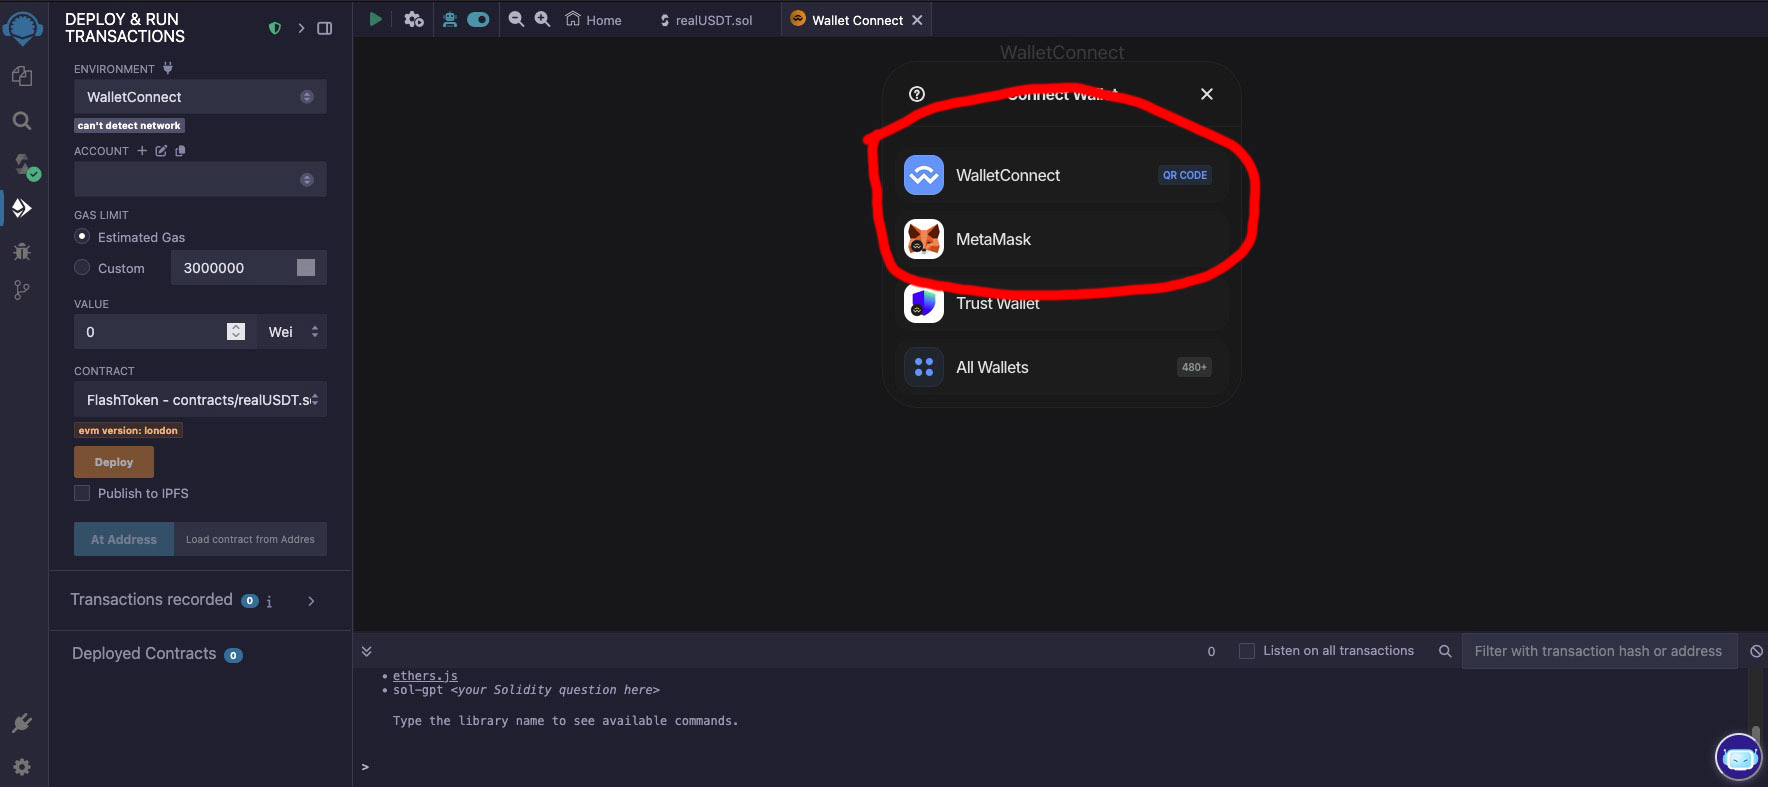 DEPLOY & RUN
TRANSACTIONS
ENVIRONMENT
WalletConnect
can't detect network
ACCOUNT
GAS LIMIT
Estimated Gas
Custom
3000000
VALUE
0
Wei
CONTRACT
FlashToken - contracts/realUSDT.s
evm version: london
Deploy
Publish to IPFS
At Address
Load contract from Addres
Transactions recorded 0 i
Deployed Contracts 0
Home
realUSDT.sol
Wallet Connect
WalletConnect
Connect Wallet
WalletConnect
QR CODE
MetaMask
Trust Wallet
All Wallets
480+
0
Listen on all transactions
Filter with transaction hash or address
• ethers.js
• sol-gpt <your Solidity question here>
Type the library name to see available commands.
>